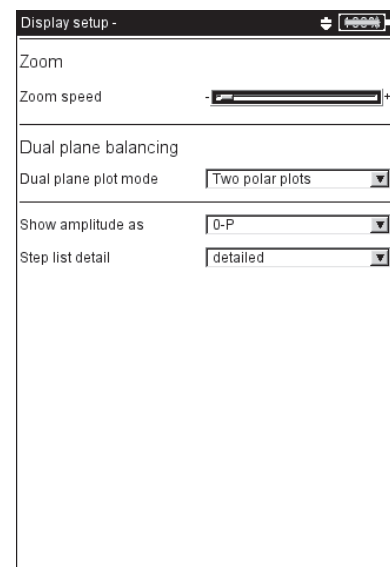 Display setup - 100%
Zoom
Zoom speed - +
Dual plane balancing
Dual plane plot mode Two polar plots
Show amplitude as 0-P
Step list detail detailed